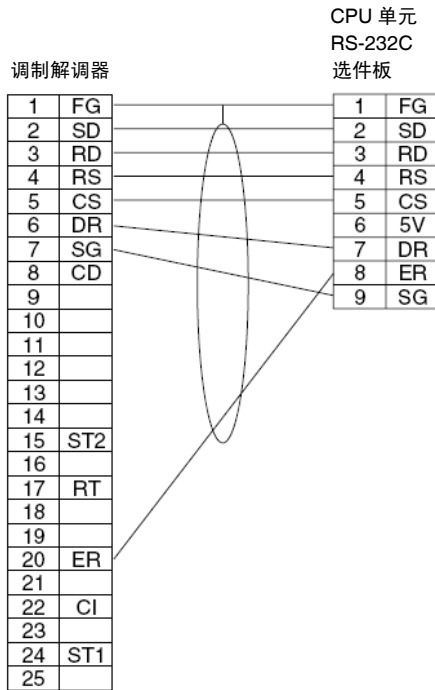 CPU 单元
RS-232C
选件板
调制解调器
1 FG
2 SD
3 RD
4 RS
5 CS
6 DR
7 SG
8 CD
9
10
11
12
13
14
15 ST2
16
17 RT
18
19
20 ER
21
22 CI
23
24 ST1
25
1 FG
2 SD
3 RD
4 RS
5 CS
6 5V
7 DR
8 ER
9 SG